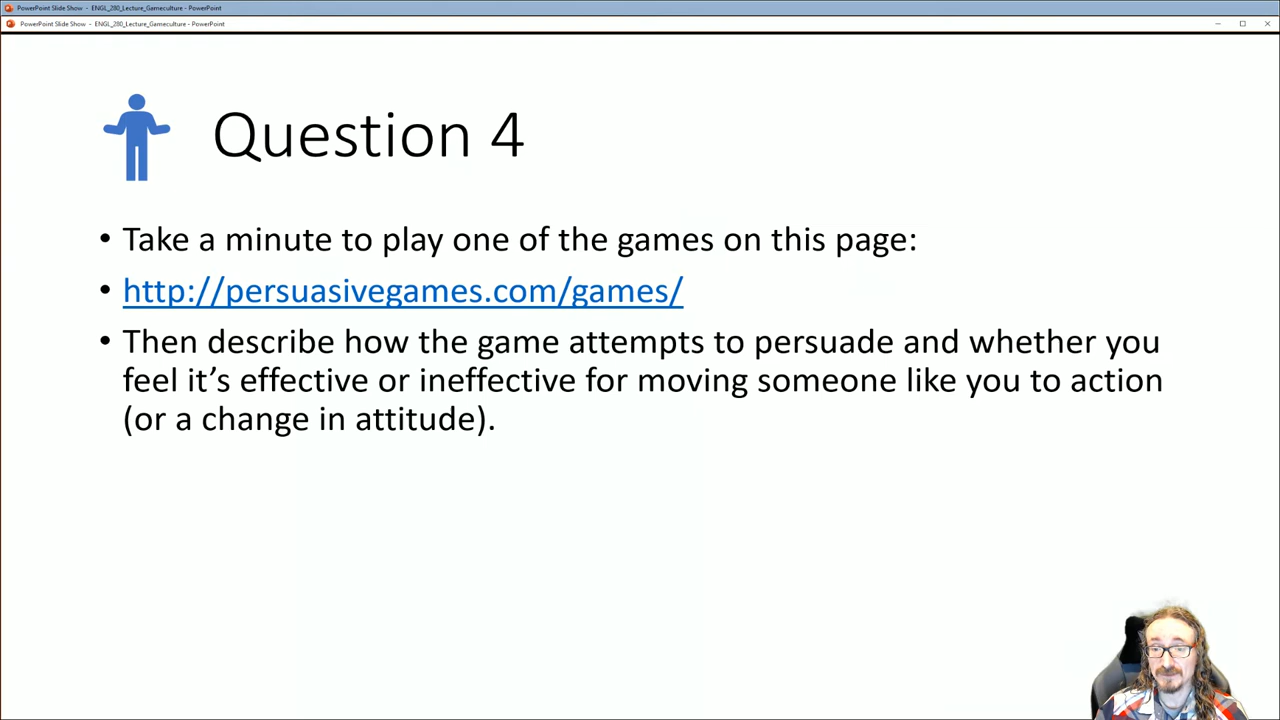 PowerPoint Slide Show - ENGL_280_Lecture_Gameculture - PowerPoint
PowerPoint Slide Show - ENGL_280_Lecture_Gameculture - PowerPoint
Question 4
• Take a minute to play one of the games on this page:
• http://persuasivegames.com/games/
• Then describe how the game attempts to persuade and whether you
feel it’s effective or ineffective for moving someone like you to action
(or a change in attitude).